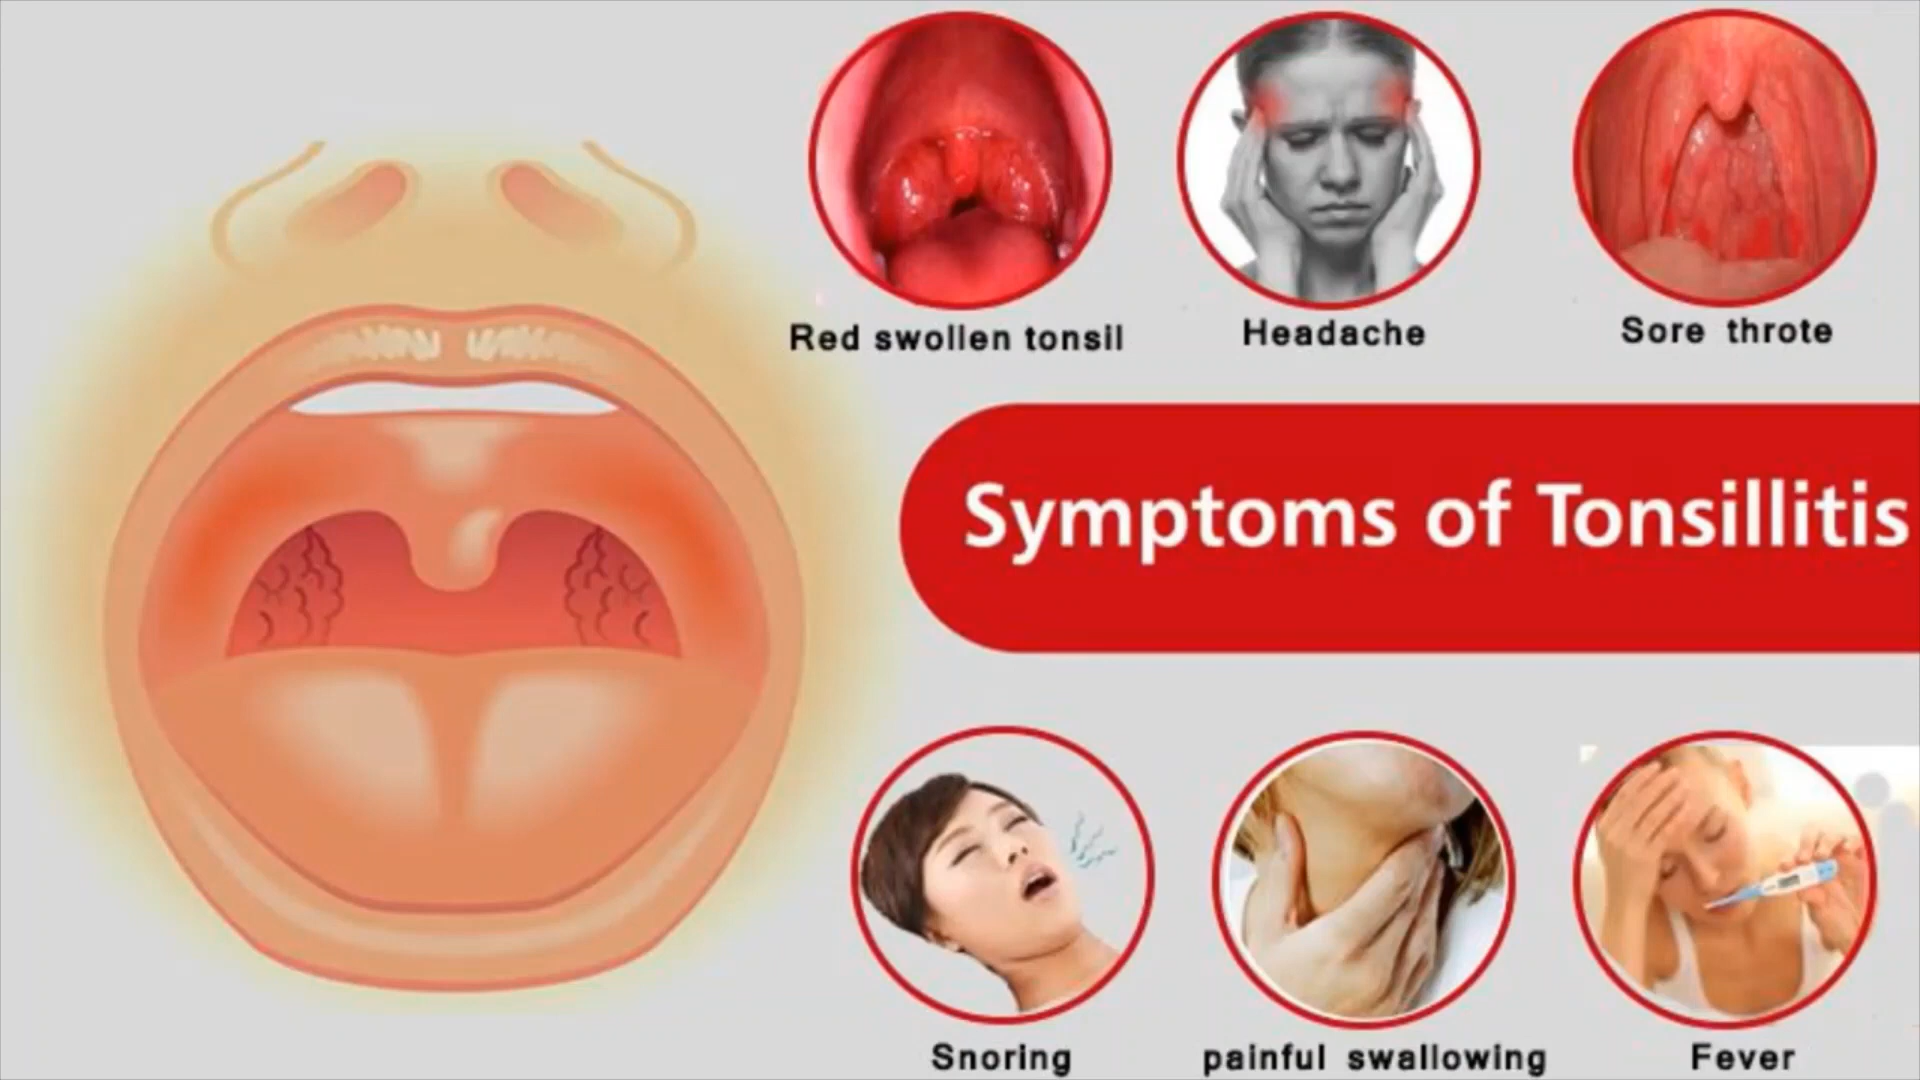 Red swollen tonsil
Headache
Sore throte
Symptoms of Tonsillitis
Snoring
painful swallowing
Fever